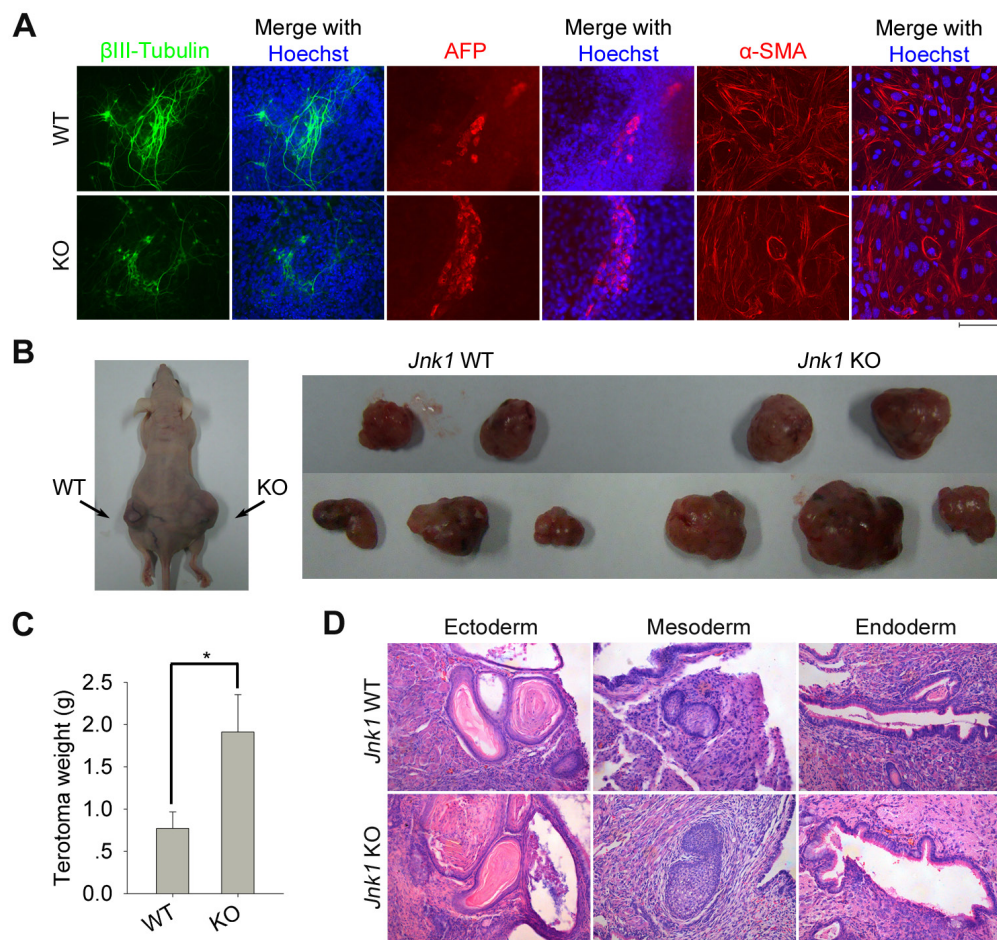 A
βIII-Tubulin
Merge with
Hoechst
AFP
Merge with
Hoechst
α-SMA
Merge with
Hoechst
WT
KO
B
Jnk1 WT
Jnk1 KO
WT
KO
C
*
Terotoma weight (g)
2.5
2.0
1.5
1.0
.5
0.0
WT
KO
D
Ectoderm
Mesoderm
Endoderm
Jnk1 WT
Jnk1 KO